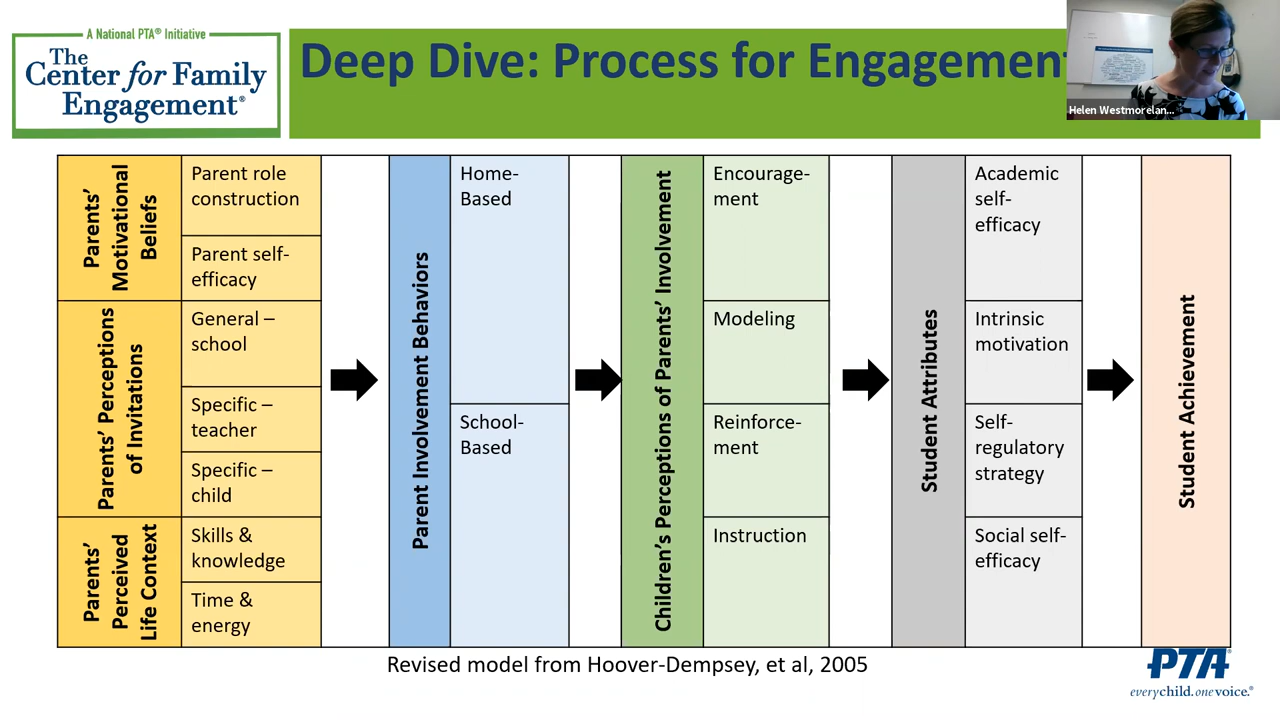 A National PTA® Initiative
The
Center for Family
Engagement®
Deep Dive: Process for Engagement
Helen Westmorelan...
Parents'
Motivational
Beliefs
Parent role
construction
Parent self-
efficacy
Parents' Perceptions
of Invitations
General –
school
Specific –
teacher
Specific –
child
Parents'
Perceived
Life Context
Skills &
knowledge
Time &
energy
Parent Involvement Behaviors
Home-
Based
School-
Based
Children's Perceptions of Parents' Involvement
Encourage-
ment
Modeling
Reinforce-
ment
Instruction
Student Attributes
Academic
self-
efficacy
Intrinsic
motivation
Self-
regulatory
strategy
Social self-
efficacy
Student Achievement
Revised model from Hoover-Dempsey, et al, 2005
PTA®
everychild.onevoice.®